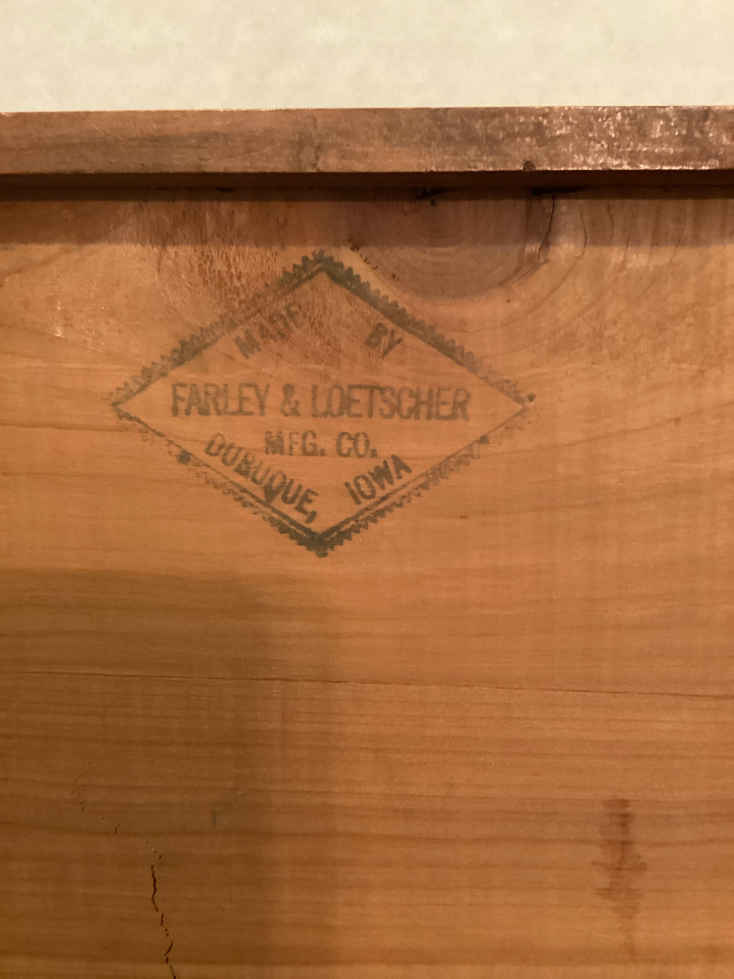 MADE BY
FARLEY & LOETSCHER
MFG. CO.
DUBUQUE, IOWA